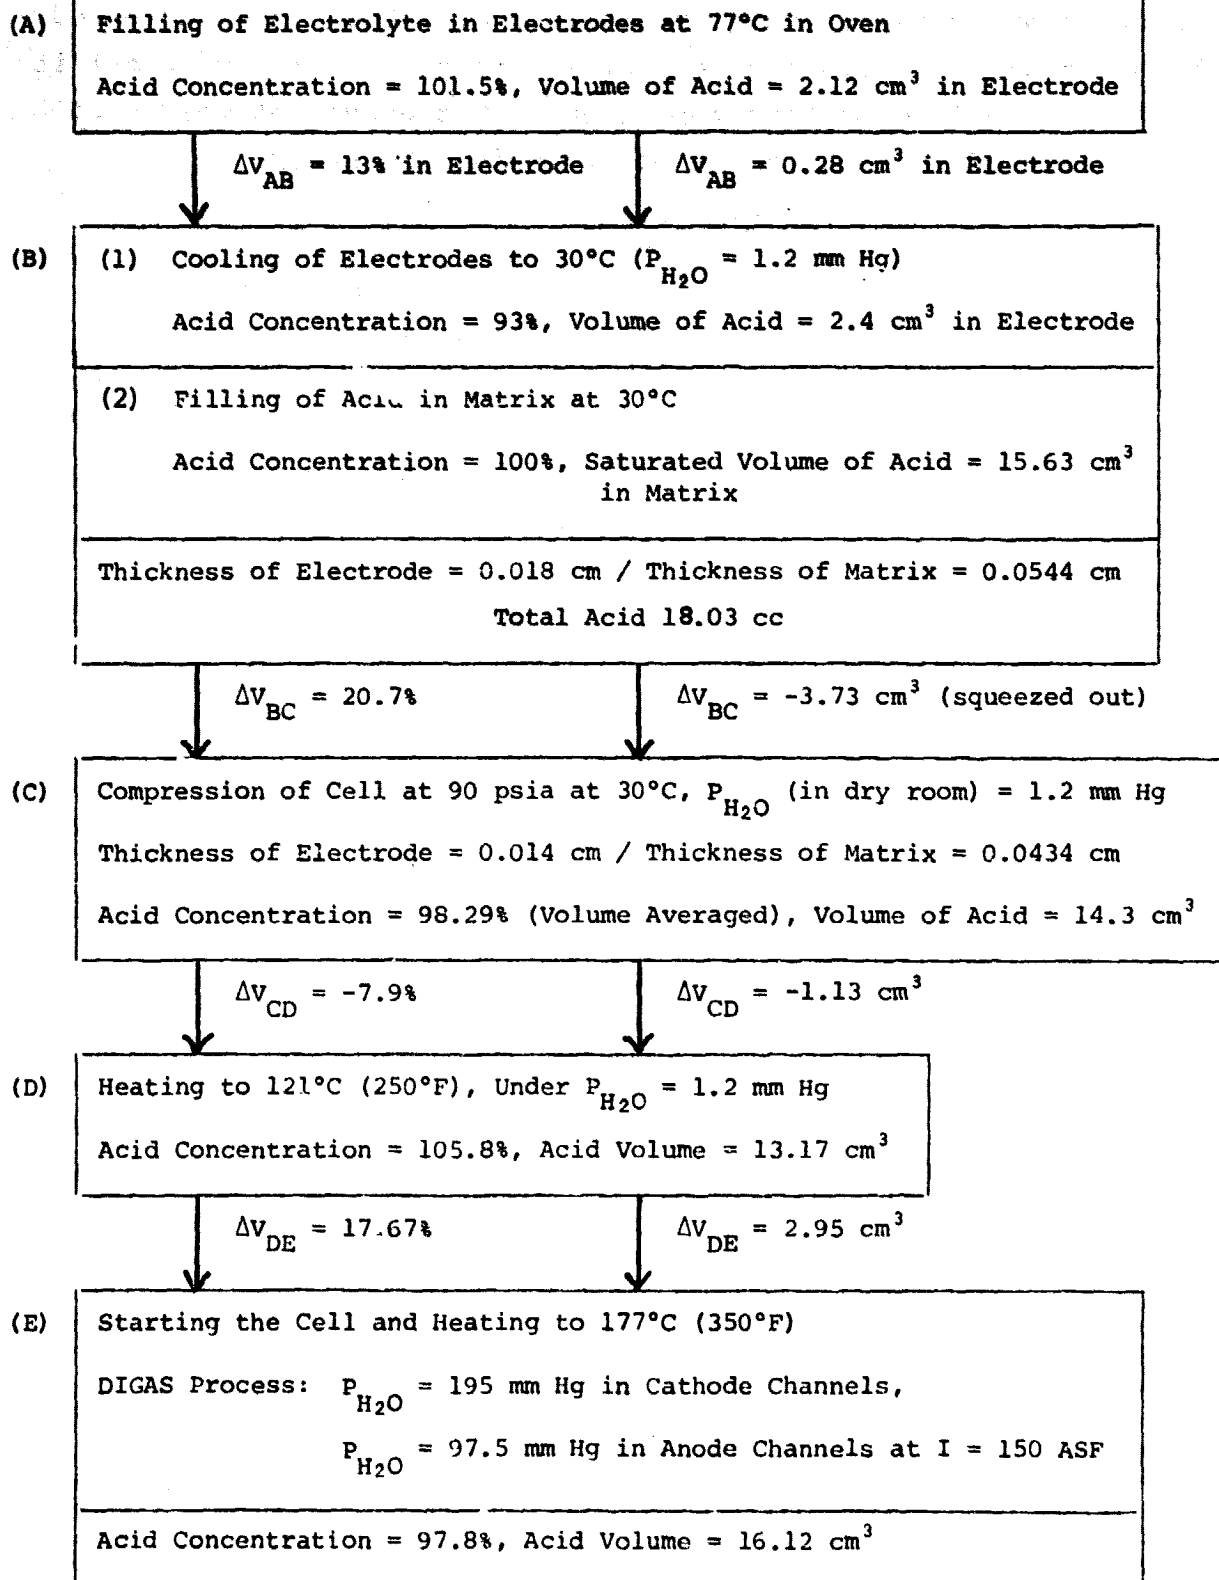 (A) Filling of Electrolyte in Electrodes at 77°C in Oven
Acid Concentration = 101.5%, Volume of Acid = 2.12 cm³ in Electrode
ΔV_AB = 13% in Electrode ΔV_AB = 0.28 cm³ in Electrode
(B) (1) Cooling of Electrodes to 30°C (P_H₂O = 1.2 mm Hg)
Acid Concentration = 93%, Volume of Acid = 2.4 cm³ in Electrode
(2) Filling of Acid in Matrix at 30°C
Acid Concentration = 100%, Saturated Volume of Acid = 15.63 cm³
in Matrix
Thickness of Electrode = 0.018 cm / Thickness of Matrix = 0.0544 cm
Total Acid 18.03 cc
ΔV_BC = 20.7% ΔV_BC = -3.73 cm³ (squeezed out)
(C) Compression of Cell at 90 psia at 30°C, P_H₂O (in dry room) = 1.2 mm Hg
Thickness of Electrode = 0.014 cm / Thickness of Matrix = 0.0434 cm
Acid Concentration = 98.29% (Volume Averaged), Volume of Acid = 14.3 cm³
ΔV_CD = -7.9% ΔV_CD = -1.13 cm³
(D) Heating to 121°C (250°F), Under P_H₂O = 1.2 mm Hg
Acid Concentration = 105.8%, Acid Volume = 13.17 cm³
ΔV_DE = 17.67% ΔV_DE = 2.95 cm³
(E) Starting the Cell and Heating to 177°C (350°F)
DIGAS Process: P_H₂O = 195 mm Hg in Cathode Channels,
P_H₂O = 97.5 mm Hg in Anode Channels at I = 150 ASF
Acid Concentration = 97.8%, Acid Volume = 16.12 cm³